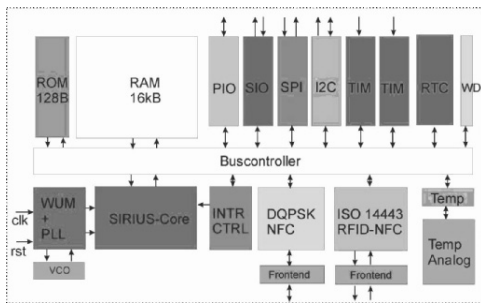 ROM
128B
RAM
16kB
PIO
SIO
SPI
I2C
TIM
TIM
RTC
WD
Buscontroller
clk
rst
WUM
+
PLL
VCO
SIRIUS-Core
INTR
CTRL
DQPSK
NFC
Frontend
ISO 14443
RFID-NFC
Frontend
Temp
Temp
Analog